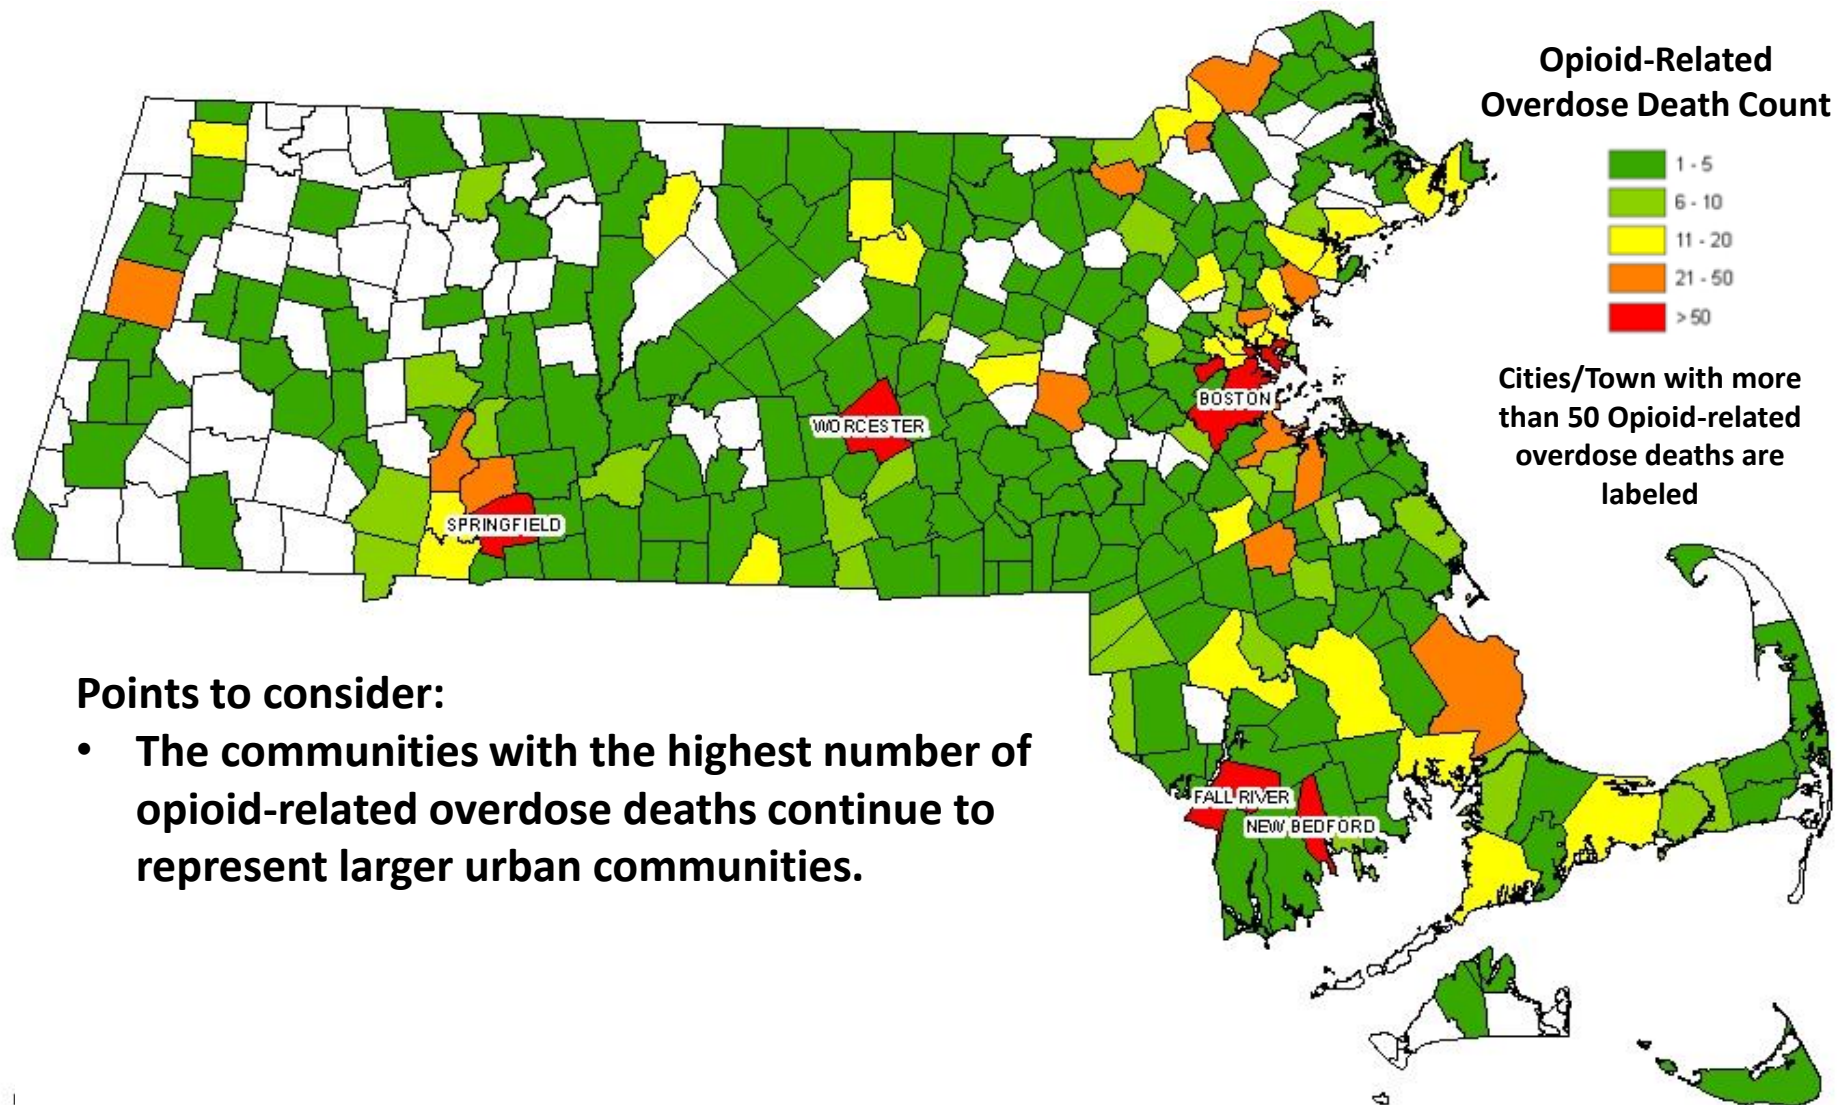 Opioid-Related
Overdose Death Count
1 - 5
6 - 10
11 - 20
21 - 50
> 50
Cities/Town with more
than 50 Opioid-related
overdose deaths are
labeled
BOSTON
WORCESTER
SPRINGFIELD
FALL RIVER
NEW BEDFORD
Points to consider:
• The communities with the highest number of
opioid-related overdose deaths continue to
represent larger urban communities.